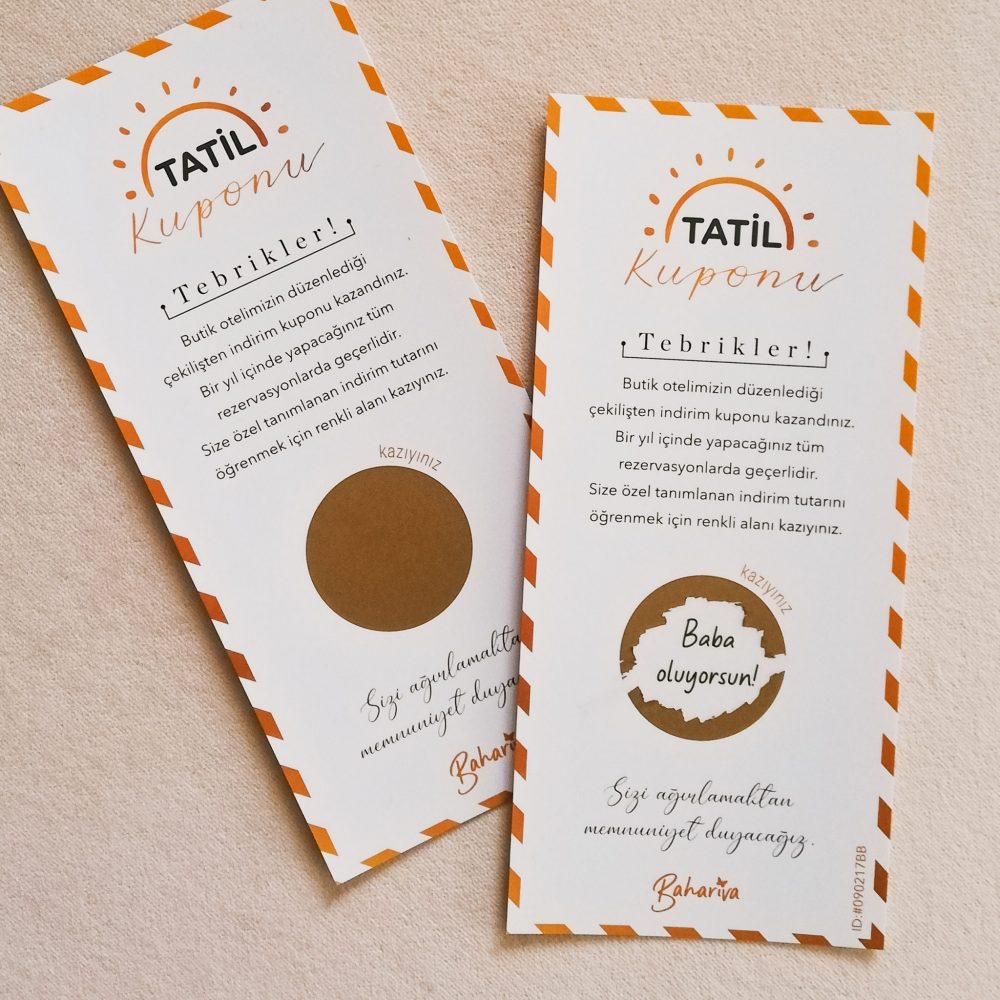 TATİL
Kuponu
Tebrikler!
Butik otelimizin düzenlediği
çekilişten indirim kuponu kazandınız.
Bir yıl içinde yapacağınız tüm
rezervasyonlarda geçerlidir.
Size özel tanımlanan indirim tutarını
öğrenmek için renkli alanı kazıyınız.
kazıyınız
Sizi ağırlamaktan
memnuniyet duya
Bahariva
TATİL
Kuponu
Tebrikler!
Butik otelimizin düzenlediği
çekilişten indirim kuponu kazandınız.
Bir yıl içinde yapacağınız tüm
rezervasyonlarda geçerlidir.
Size özel tanımlanan indirim tutarını
öğrenmek için renkli alanı kazıyınız.
kazıyınız
Baba
oluyorsun!
Sizi ağırlamaktan
memnuniyet duyacağız.
Bahariva
ID:#090217BB